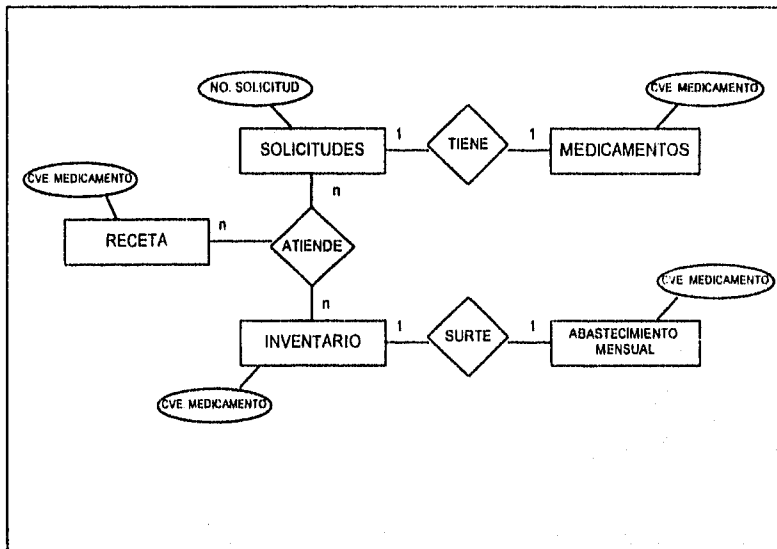 NO. SOLICITUD
CVE MEDICAMENTO
SOLICITUDES
1
TIENE
1
MEDICAMENTOS
CVE MEDICAMENTO
n
RECETA
n
ATIENDE
n
CVE MEDICAMENTO
INVENTARIO
1
SURTE
1
ABASTECIMIENTO
MENSUAL
CVE MEDICAMENTO